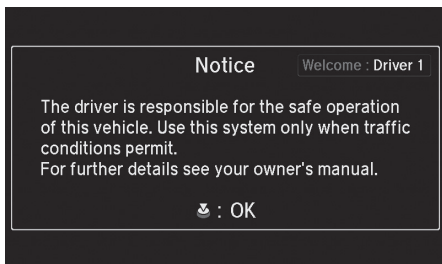 Notice
Welcome : Driver 1
The driver is responsible for the safe operation
of this vehicle. Use this system only when traffic
conditions permit.
For further details see your owner's manual.
: OK